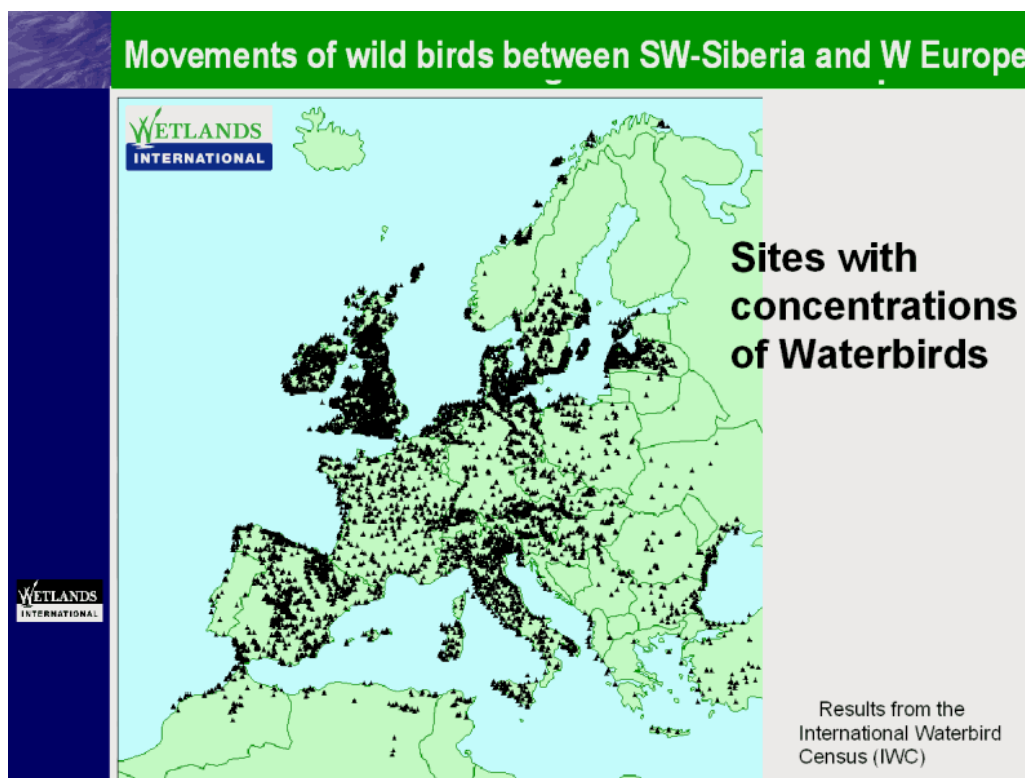 Movements of wild birds between SW-Siberia and W Europe
WETLANDS
INTERNATIONAL
Sites with
concentrations
of Waterbirds
WETLANDS
INTERNATIONAL
Results from the
International Waterbird
Census (IWC)